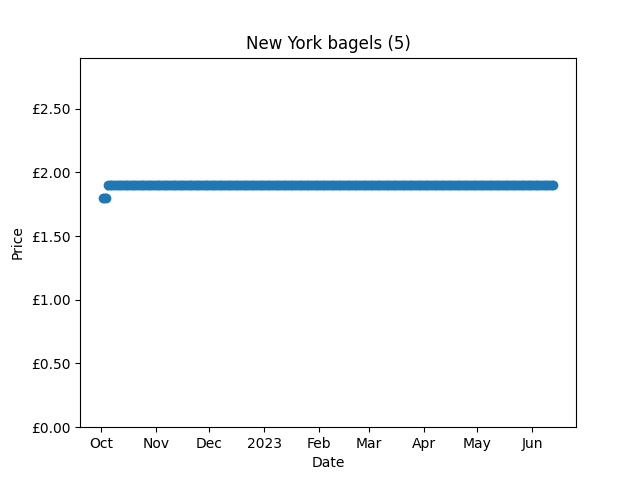 New York bagels (5)
£2.50
£2.00
£1.50
£1.00
£0.50
£0.00
Price
Oct Nov Dec 2023 Feb Mar Apr May Jun
Date